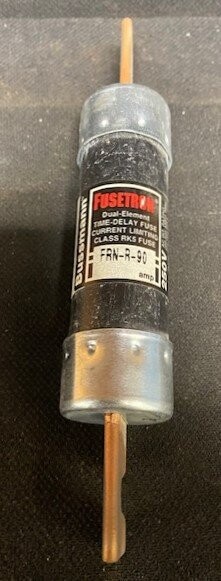 Bussmann
FUSETRON
Dual-Element
TIME-DELAY FUSE
CURRENT LIMITING
CLASS RK5 FUSE
FRN-R-90
amp